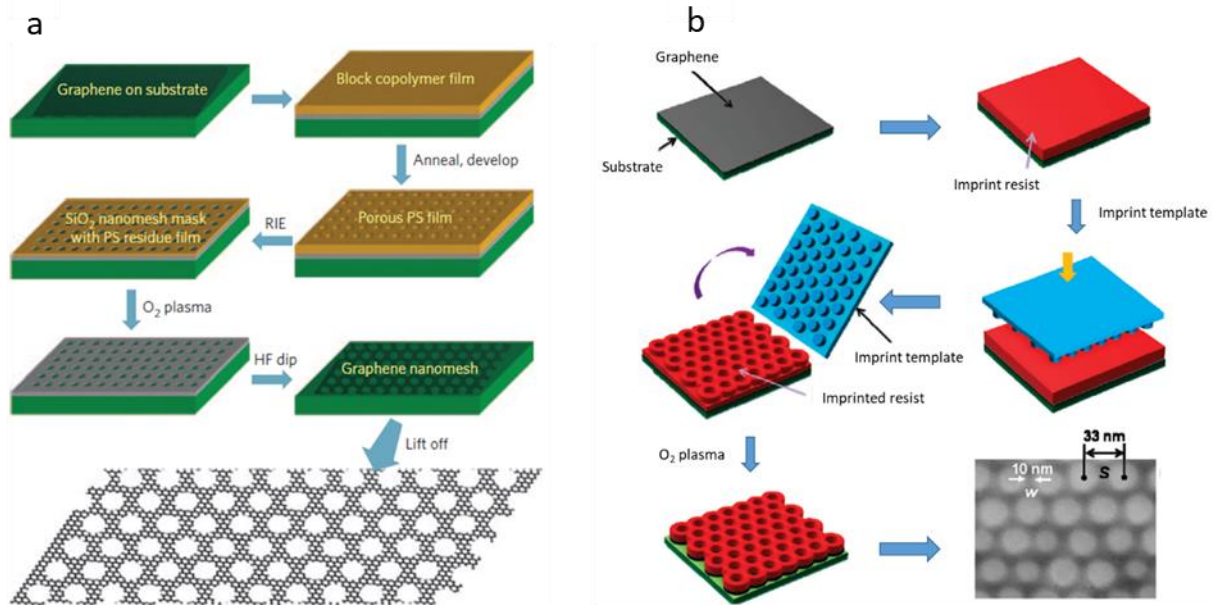 a
Graphene on substrate
Block copolymer film
Anneal, develop
Porous PS film
RIE
SiO₂ nanomesh mask
with PS residue film
O₂ plasma
HF dip
Graphene nanomesh
Lift off
b
Graphene
Substrate
Imprint resist
Imprint template
Imprint template
Imprinted resist
O₂ plasma
33 nm
10 nm
S
w